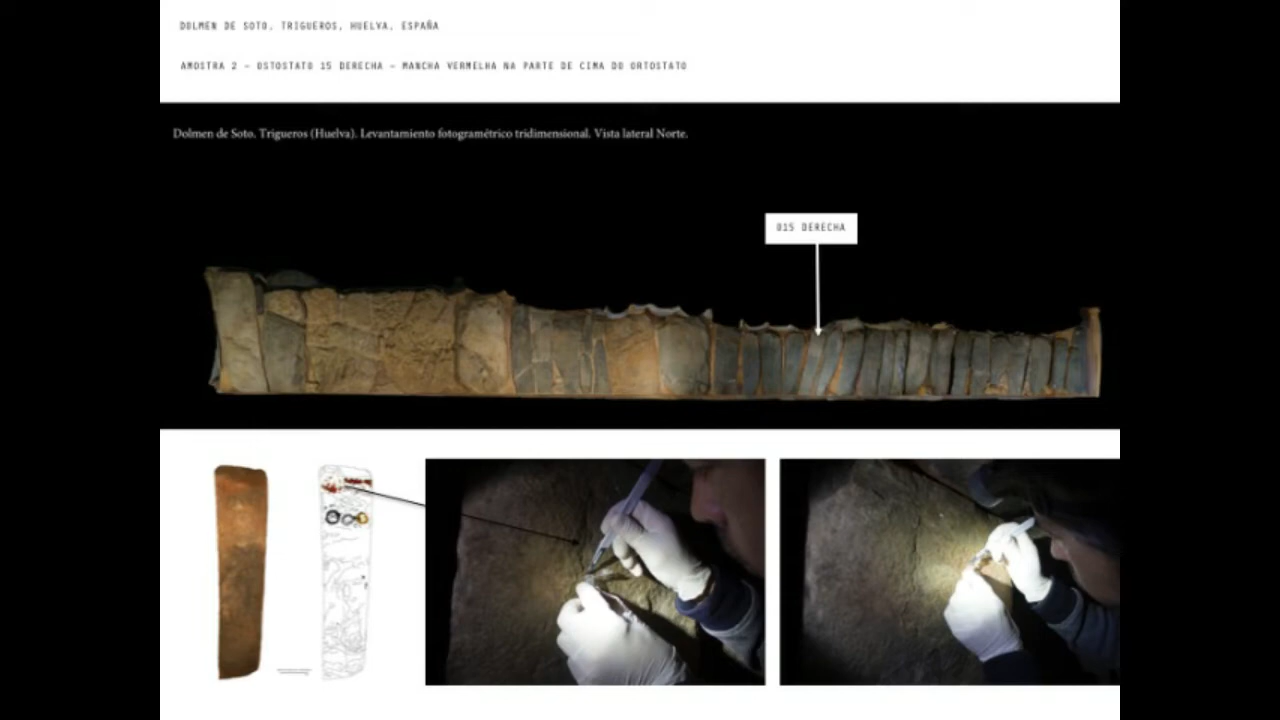 DOLMEN DE SOTO. TRIGUEROS, HUELVA, ESPAÑA
AMOSTRA 2 – OSTOSTATO 15 DERECHA – MANCHA VERMELHA NA PARTE DE CIMA DO ORTOSTATO
Dolmen de Soto. Trigueros (Huelva). Levantamiento fotogramétrico tridimensional. Vista lateral Norte.
015 DERECHA